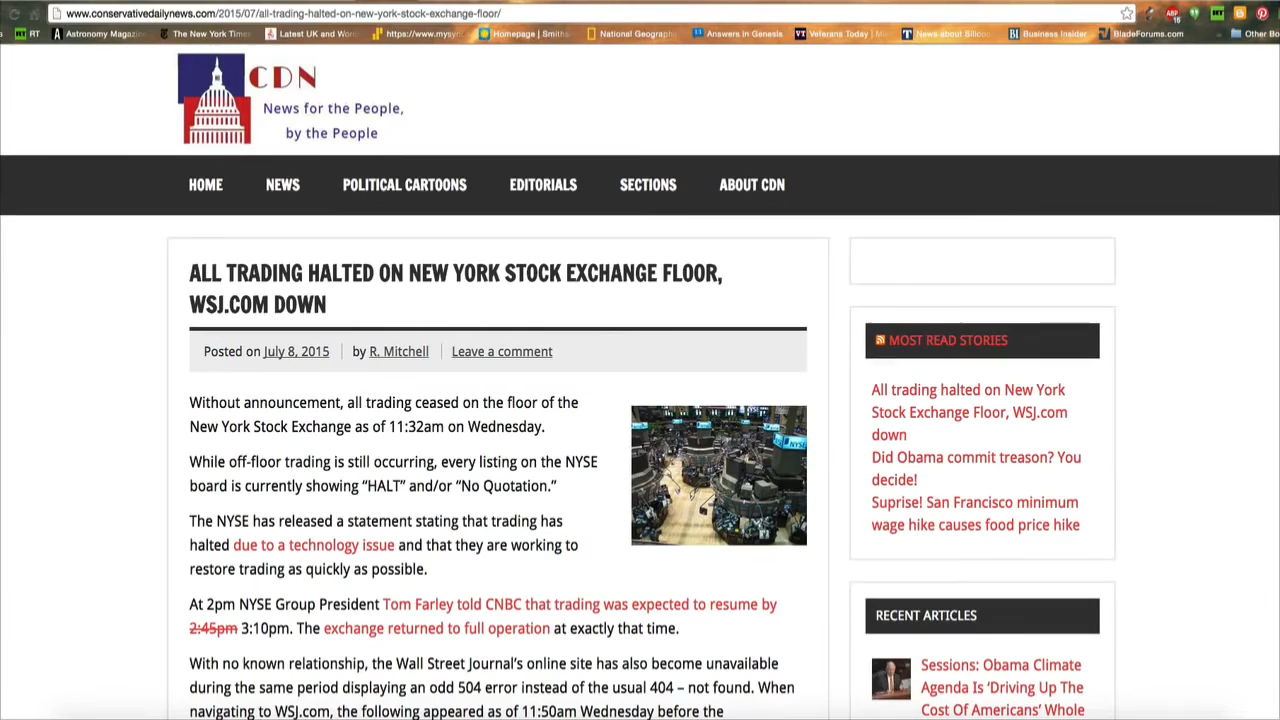 www.conservativedailynews.com/2015/07/all-trading-halted-on-new-york-stock-exchange-floor/
RT Astronomy Magazin The New York Time Latest UK and Wor https://www.mysyn Homepage | Smiths National Geograph Answers in Genesis Veterans Today | M News about Silicon Business Insider BladeForums.com Other Bo
CDN
News for the People,
by the People
HOME NEWS POLITICAL CARTOONS EDITORIALS SECTIONS ABOUT CDN
ALL TRADING HALTED ON NEW YORK STOCK EXCHANGE FLOOR,
WSJ.COM DOWN
Posted on July 8, 2015 by R. Mitchell Leave a comment
Without announcement, all trading ceased on the floor of the
New York Stock Exchange as of 11:32am on Wednesday.
While off-floor trading is still occurring, every listing on the NYSE
board is currently showing “HALT” and/or “No Quotation.”
The NYSE has released a statement stating that trading has
halted due to a technology issue and that they are working to
restore trading as quickly as possible.
At 2pm NYSE Group President Tom Farley told CNBC that trading was expected to resume by
2:45pm 3:10pm. The exchange returned to full operation at exactly that time.
With no known relationship, the Wall Street Journal’s online site has also become unavailable
during the same period displaying an odd 504 error instead of the usual 404 – not found. When
navigating to WSJ.com, the following appeared as of 11:50am Wednesday before the
NYSE
MOST READ STORIES
All trading halted on New York
Stock Exchange Floor, WSJ.com
down
Did Obama commit treason? You
decide!
Suprise! San Francisco minimum
wage hike causes food price hike
RECENT ARTICLES
Sessions: Obama Climate
Agenda Is ‘Driving Up The
Cost Of Americans’ Whole